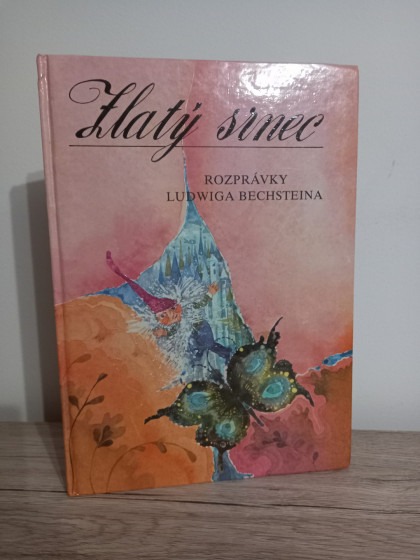 Zlatý srnec
ROZPRÁVKY
LUDWIGA BECHSTEINA